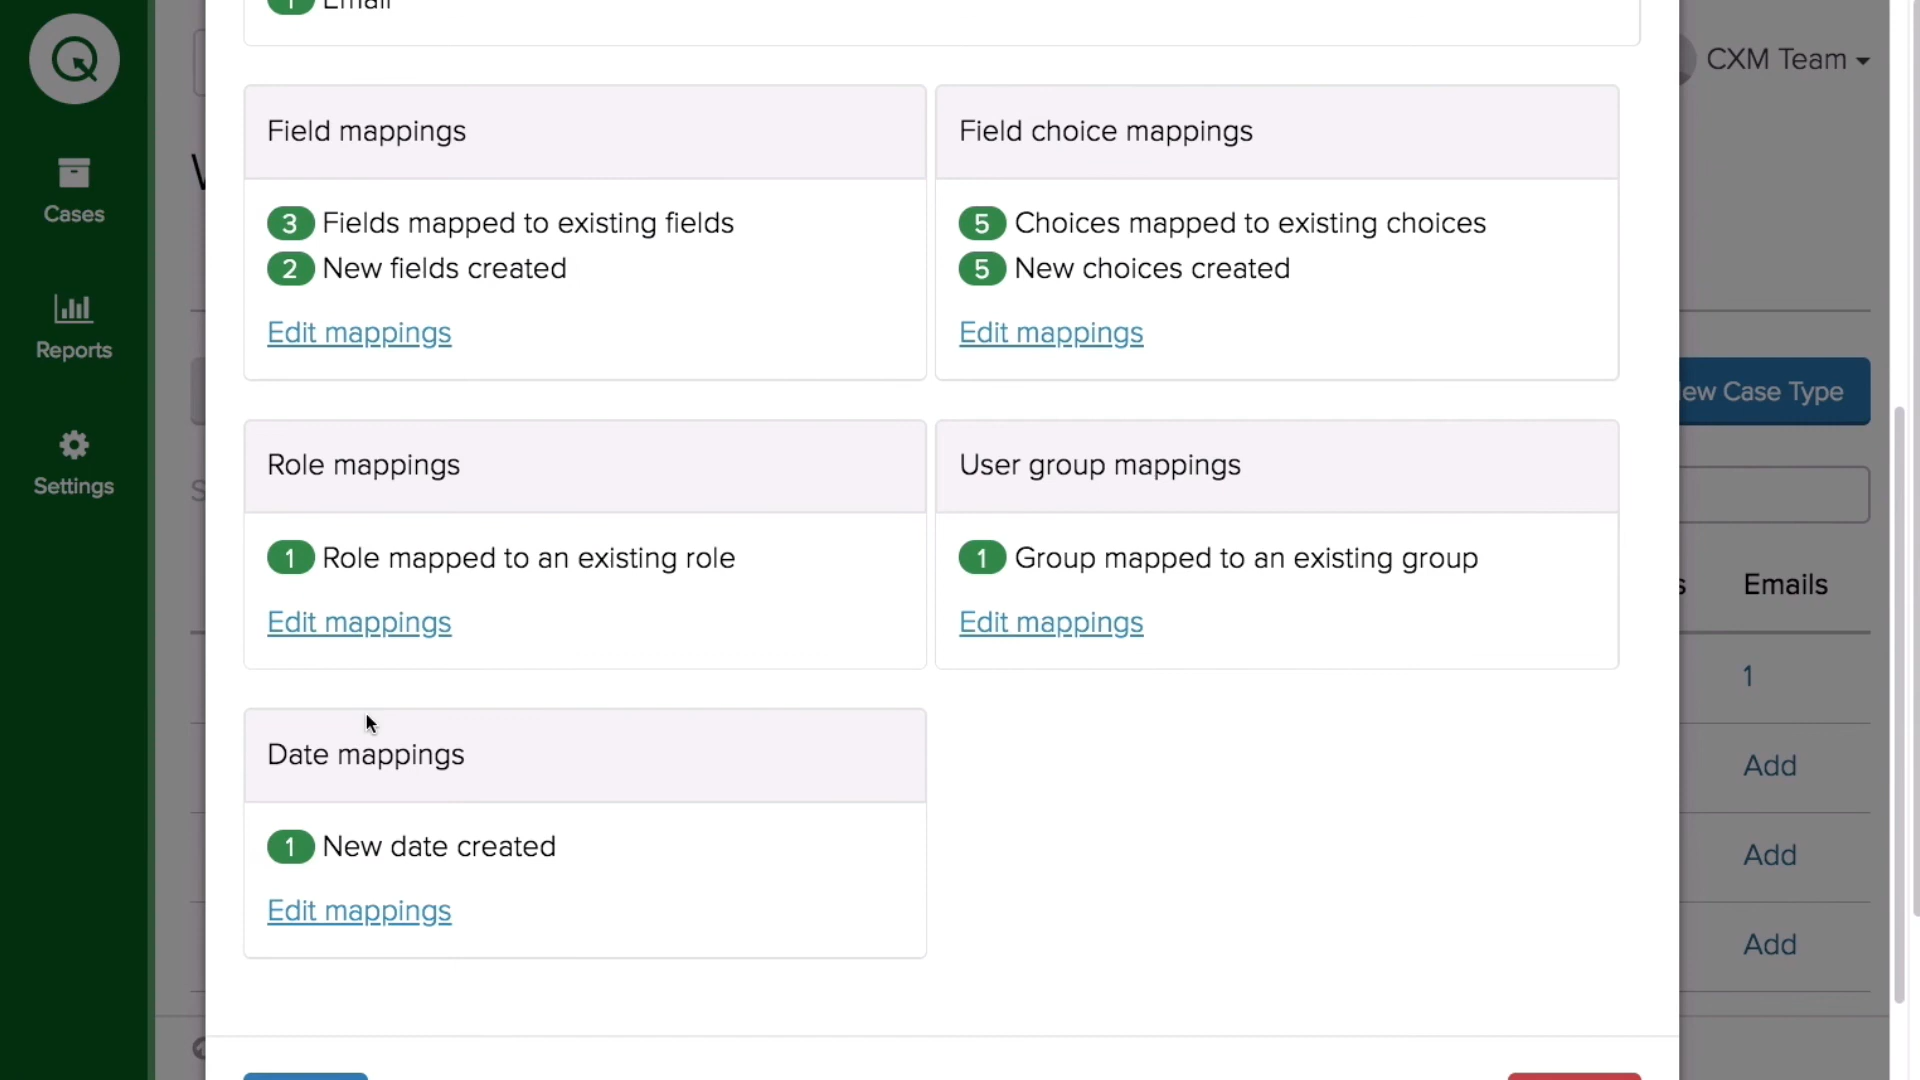 1 Email
CXM Team
Field mappings
Field choice mappings
Cases
3 Fields mapped to existing fields
5 Choices mapped to existing choices
2 New fields created
5 New choices created
Edit mappings
Edit mappings
Reports
ew Case Type
Role mappings
User group mappings
Settings
1 Role mapped to an existing role
1 Group mapped to an existing group
Emails
Edit mappings
Edit mappings
1
Date mappings
Add
1 New date created
Add
Edit mappings
Add